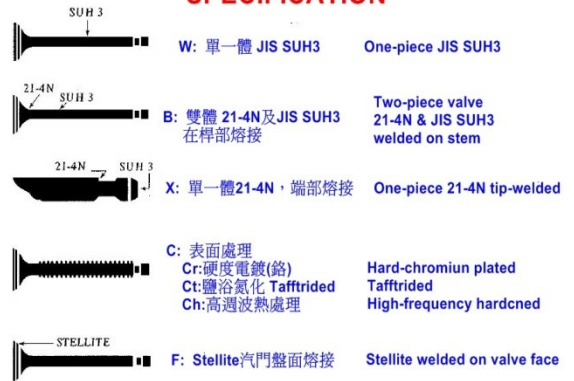 SPECIFICATION
SUH 3
W: 單一體 JIS SUH3 One-piece JIS SUH3
21-4N
SUH 3
B: 雙體 21-4N及JIS SUH3
在桿部熔接
Two-piece valve
21-4N & JIS SUH3
welded on stem
21-4N SUH 3
X: 單一體21-4N，端部熔接 One-piece 21-4N tip-welded
C: 表面處理
Cr:硬度電鍍(鉻) Hard-chromiun plated
Ct:鹽浴氮化 Tafftrided Tafftrided
Ch:高週波熱處理 High-frequency hardcned
STELLITE
F: Stellite汽門盤面熔接 Stellite welded on valve face